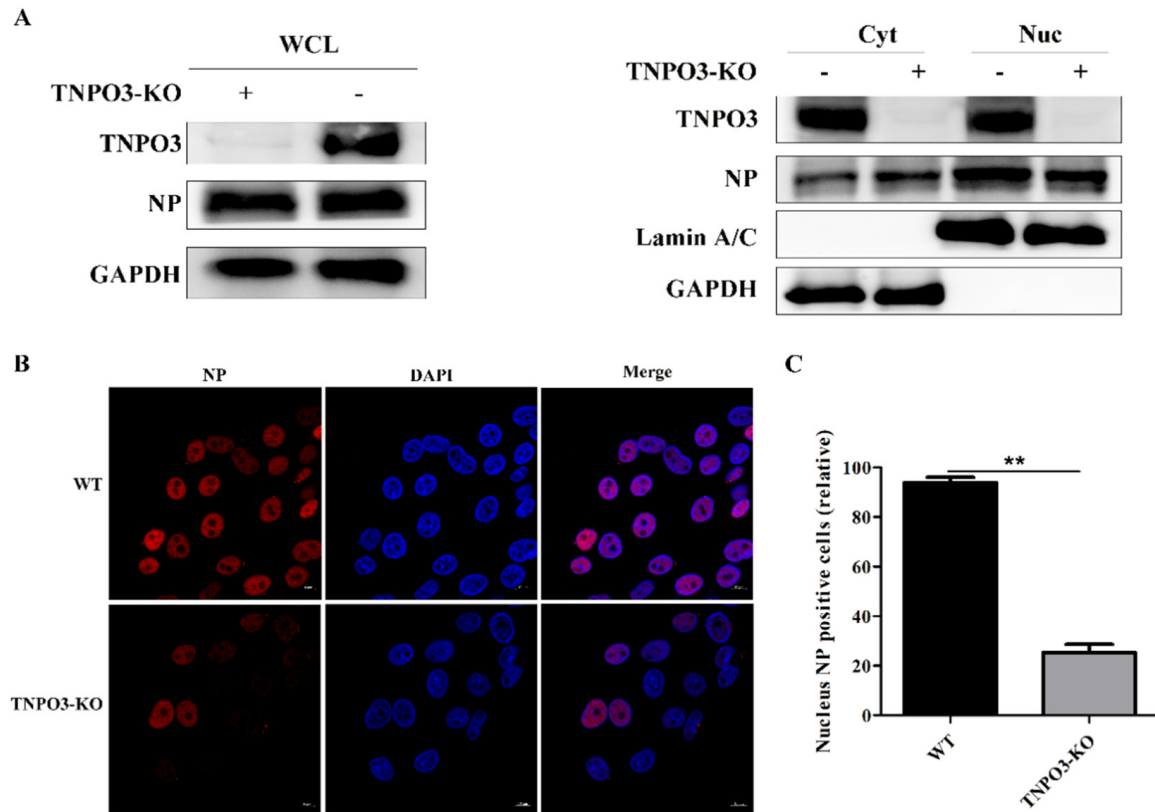 A
WCL
TNPO3-KO + -
TNPO3
NP
GAPDH
Cyt Nuc
TNPO3-KO - + - +
TNPO3
NP
Lamin A/C
GAPDH
B
NP DAPI Merge
WT
TNPO3-KO
C
Nucleus NP positive cells (relative)
100
80
60
40
20
0
**
WT
TNPO3-KO